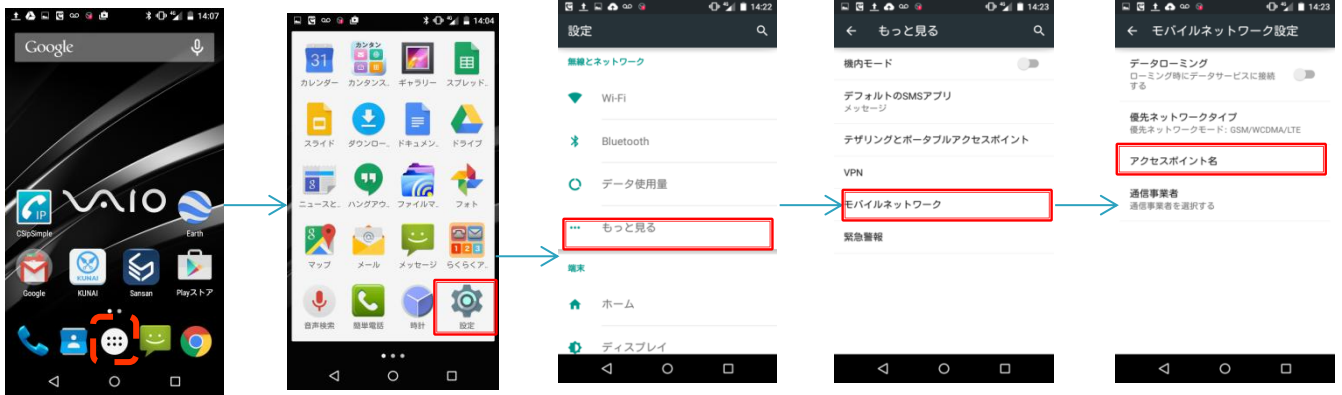 14:07
Google
VAIO
IP
CSipSimple
Earth
KUNAI
Google
KUNAI
Sansan
Playストア
14:04
31
カンタン
カレンダー
カンタンス..
ギャラリー
スプレッド..
スライド
ダウンロー..
ドキュメン..
ドライブ
8
ニュースと..
ハングアウ..
ファイルマ..
フォト
8
@
1 2 3
マップ
メール
メッセージ
らくらくア..
音声検索
簡単電話
時計
設定
14:22
設定
無線とネットワーク
Wi-Fi
Bluetooth
データ使用量
もっと見る
端末
ホーム
ディスプレイ
14:23
もっと見る
機内モード
デフォルトのSMSアプリ
メッセージ
テザリングとポータブルアクセスポイント
VPN
モバイルネットワーク
緊急警報
14:23
モバイルネットワーク設定
データローミング
ローミング時にデータサービスに接続
する
優先ネットワークタイプ
優先ネットワークモード: GSM/WCDMA/LTE
アクセスポイント名
通信事業者
通信事業者を選択する